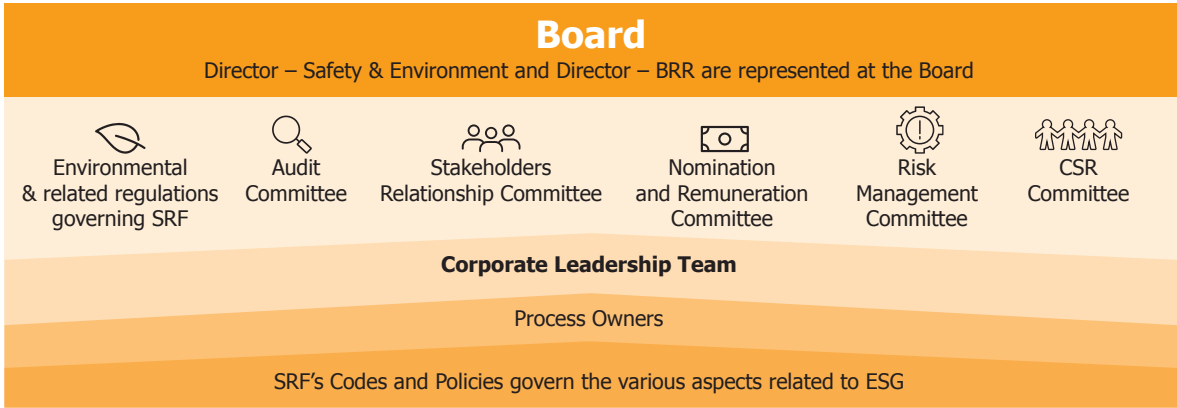 Board
Director – Safety & Environment and Director – BRR are represented at the Board
Environmental
& related regulations
governing SRF
Audit
Committee
Stakeholders
Relationship Committee
Nomination
and Remuneration
Committee
Risk
Management
Committee
CSR
Committee
Corporate Leadership Team
Process Owners
SRF's Codes and Policies govern the various aspects related to ESG